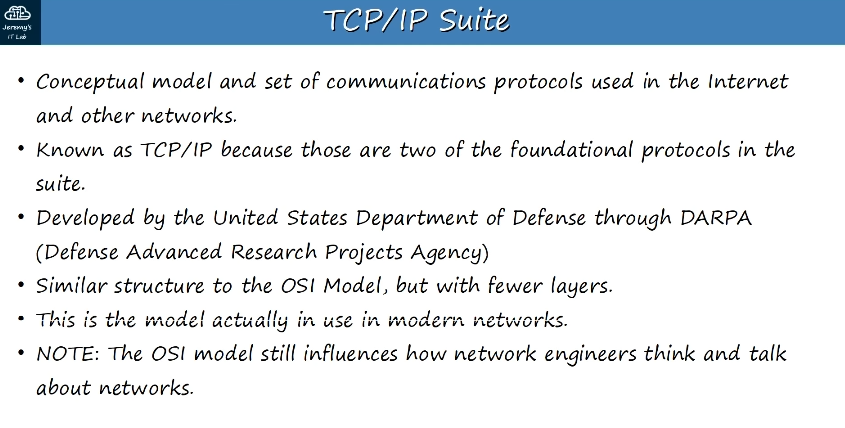 Jeremy's
IT Lab
TCP/IP Suite
• Conceptual model and set of communications protocols used in the Internet
and other networks.
• Known as TCP/IP because those are two of the foundational protocols in the
suite.
• Developed by the United States Department of Defense through DARPA
(Defense Advanced Research Projects Agency)
• Similar structure to the OSI Model, but with fewer layers.
• This is the model actually in use in modern networks.
• NOTE: The OSI model still influences how network engineers think and talk
about networks.